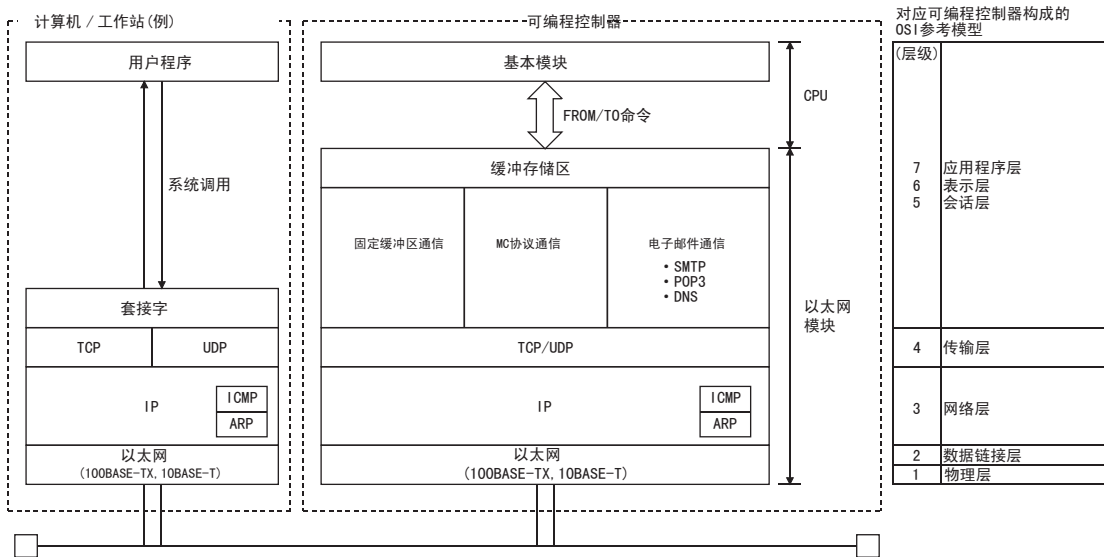 计算机/工作站(例)
用户程序
系统调用
套接字
TCP
UDP
IP
ICMP
ARP
以太网
(100BASE-TX,10BASE-T)
可编程控制器
基本模块
FROM/TO命令
CPU
缓冲存储区
固定缓冲区通信
MC协议通信
电子邮件通信
・SMTP
・POP3
・DNS
以太网
模块
TCP/UDP
IP
ICMP
ARP
以太网
(100BASE-TX,10BASE-T)
对应可编程控制器构成的
OSI参考模型
(层级)
7 应用程序层
6 表示层
5 会话层
4 传输层
3 网络层
2 数据链接层
1 物理层